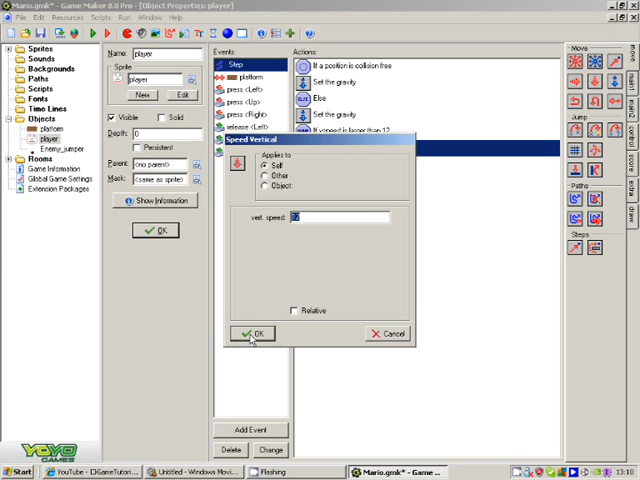 Mario.gmk* - Game Maker 8.0 Pro - [Object Properties: player]
File Edit Resources Scripts Run Window Help
Sprites
Sounds
Backgrounds
Paths
Scripts
Fonts
Time Lines
Objects
platform
player
Enemy_jumper
Rooms
Game Information
Global Game Settings
Extension Packages
Name: player
Sprite
player
New Edit
Visible Solid
Depth: 0
Persistent
Parent: <no parent>
Mask: <same as sprite>
Show Information
OK
Events:
Step
platform
press <Left>
press <Up>
press <Right>
release <Left>
Add Event
Delete Change
Actions:
If a position is collision free
Set the gravity
Else
Set the gravity
If vspeed is larger than 12
Speed Vertical
Applies to
Self
Other
Object:
vert. speed: 12
Relative
OK Cancel
Move
Jump
Paths
Steps
move
main1
main2
control
score
extra
draw
YOYO
GAMES
Start
YouTube - GameTutori...
Untitled - Windows Movi...
Flashing
Mario.gmk* - Game ...
13:10